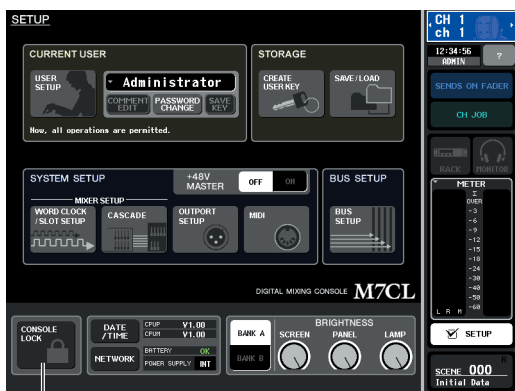 SETUP
CURRENT USER
USER
SETUP
Administrator
COMMENT
EDIT
PASSWORD
CHANGE
SAVE
KEY
Now, all operations are permitted.
STORAGE
CREATE
USER KEY
SAVE/LOAD
SYSTEM SETUP
+48V
MASTER
OFF
ON
MIXER SETUP
WORD CLOCK
/SLOT SETUP
CASCADE
OUTPORT
SETUP
MIDI
BUS SETUP
BUS
SETUP
DIGITAL MIXING CONSOLE M7CL
CONSOLE
LOCK
DATE
/TIME
CPUP V1.00
CPUM V1.00
NETWORK
BATTERY OK
POWER SUPPLY INT
BANK A
BANK B
BRIGHTNESS
SCREEN
PANEL
LAMP
CH 1
ch 1
12:34:56
ADMIN
?
SENDS ON FADER
CH JOB
RACK
MONITOR
METER
Σ
OVER
-3
-6
-9
-12
-15
-18
-24
-30
-40
-50
-60
L R M
SETUP
SCENE 000
Initial Data